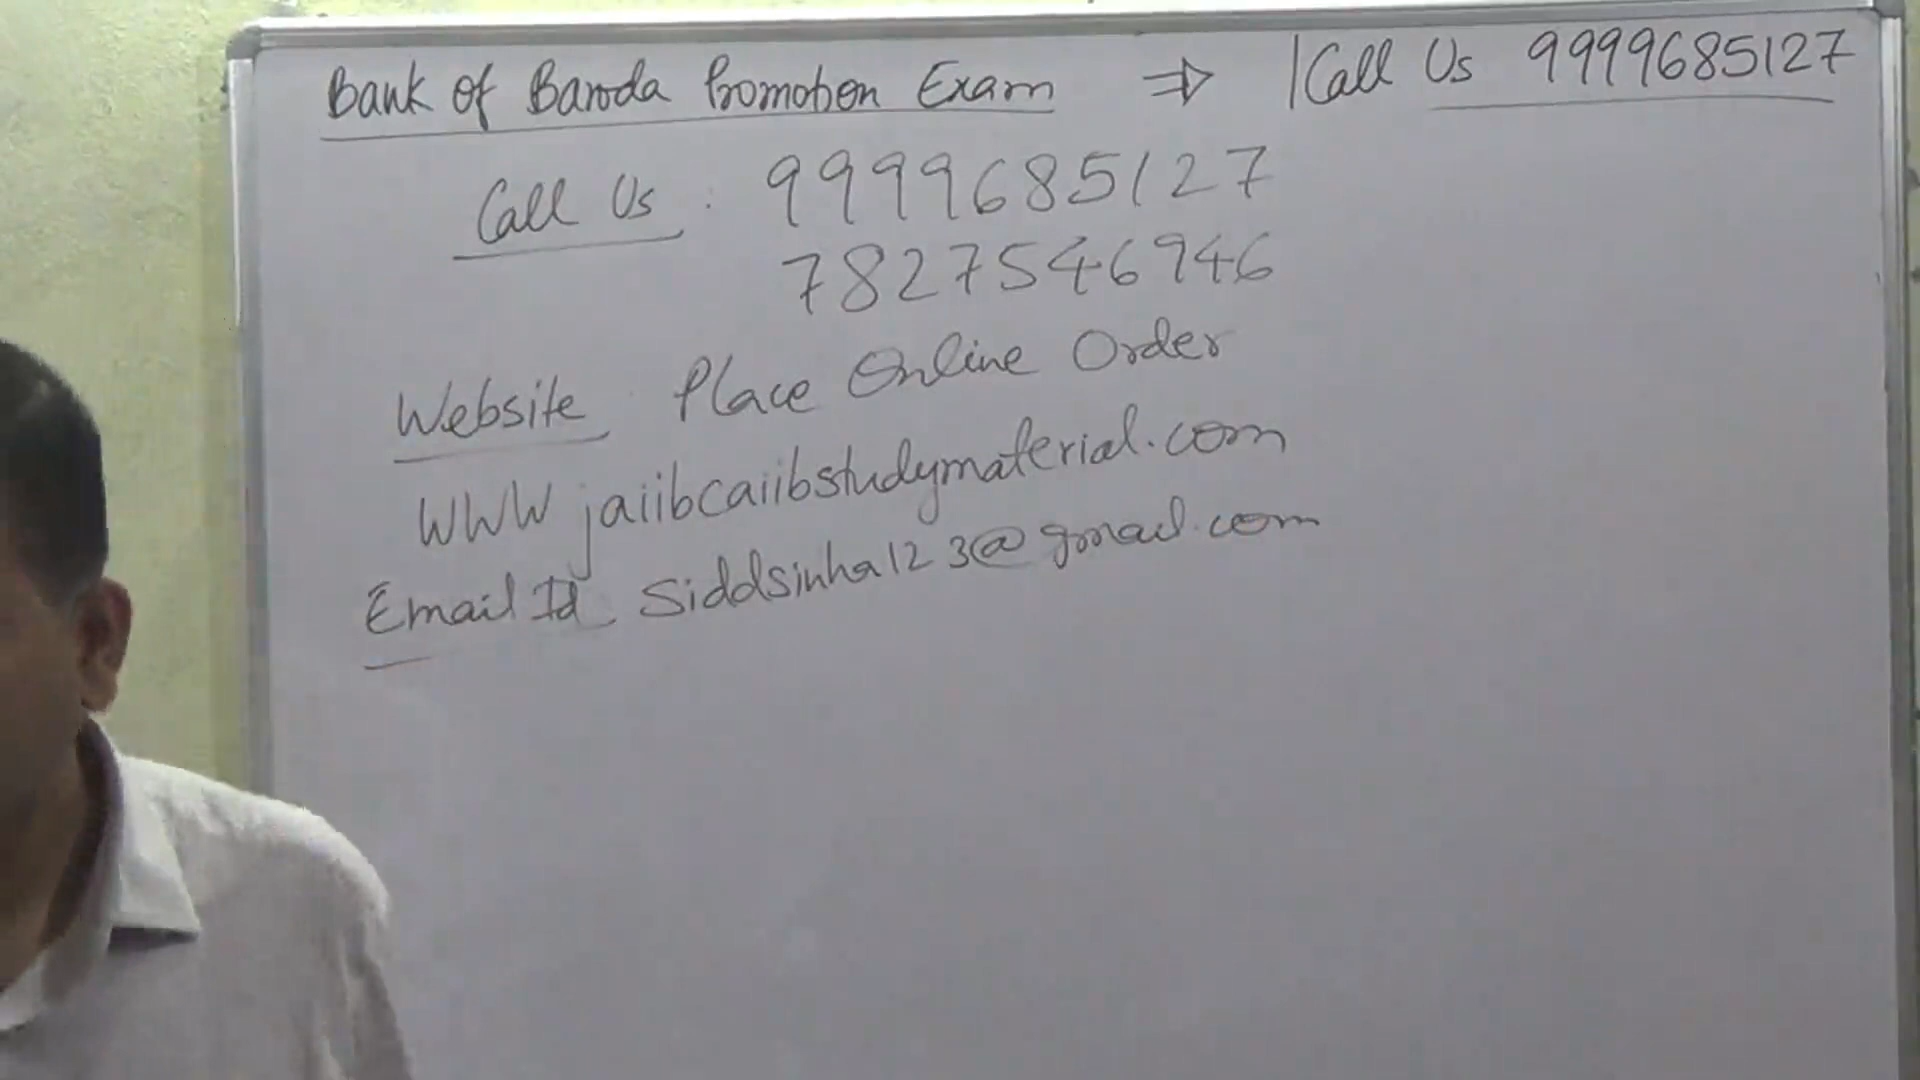 Bank of Baroda Promotion Exam ⇒ Call Us 9999685127
Call Us : 9999685127
7827546946
Website Place Online Order
WWW jaiibcaiibstudymaterial.com
Email Id Siddsinha123@gmail.com